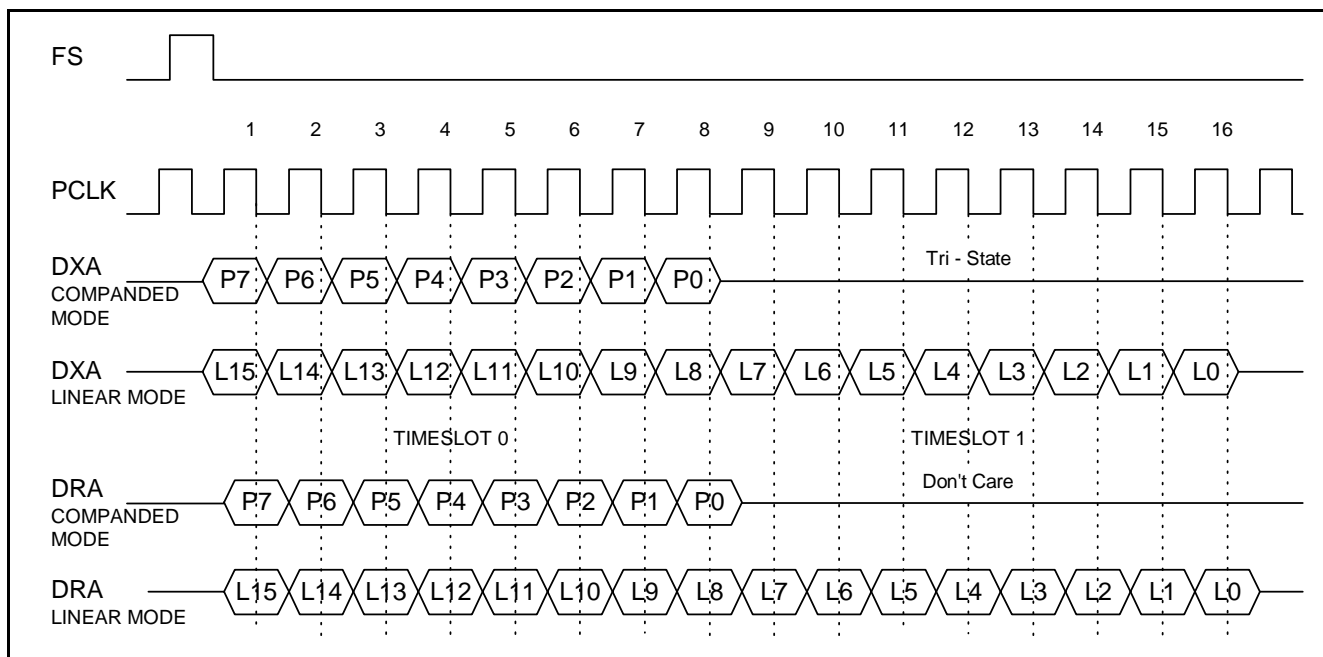 FS
1 2 3 4 5 6 7 8 9 10 11 12 13 14 15 16
PCLK
DXA
COMPANDED
MODE
P7 P6 P5 P4 P3 P2 P1 P0
Tri - State
DXA
LINEAR MODE
L15 L14 L13 L12 L11 L10 L9 L8 L7 L6 L5 L4 L3 L2 L1 L0
TIMESLOT 0 TIMESLOT 1
DRA
COMPANDED
MODE
P7 P6 P5 P4 P3 P2 P1 P0
Don't Care
DRA
LINEAR MODE
L15 L14 L13 L12 L11 L10 L9 L8 L7 L6 L5 L4 L3 L2 L1 L0